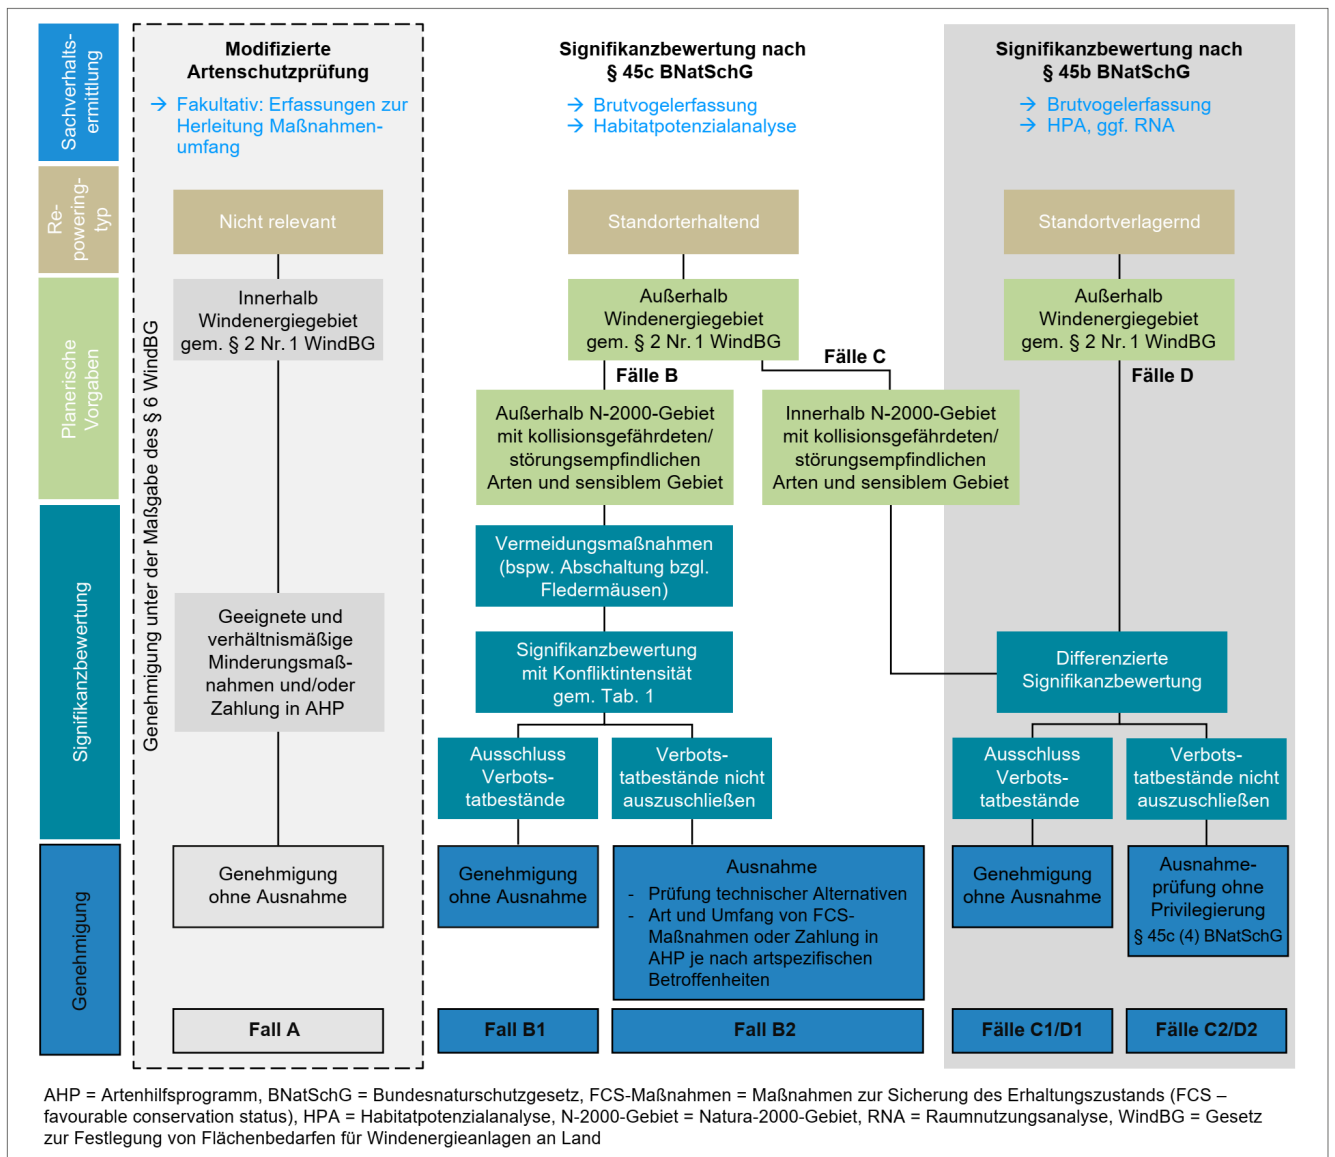 Sachverhalts-
ermittlung
Modifizierte
Artenschutzprüfung
→ Fakultativ: Erfassungen zur
Herleitung Maßnahmen-
umfang
Signifikanzbewertung nach
§ 45c BNatSchG
→ Brutvogelerfassung
→ Habitatpotenzialanalyse
Signifikanzbewertung nach
§ 45b BNatSchG
→ Brutvogelerfassung
→ HPA, ggf. RNA
Re-
powering-
typ
Nicht relevant
Standorterhaltend
Standortverlagernd
Planerische
Vorgaben
Genehmigung unter der Maßgabe des § 6 WindBG
Innerhalb
Windenergiegebiet
gem. § 2 Nr. 1 WindBG
Außerhalb
Windenergiegebiet
gem. § 2 Nr. 1 WindBG
Außerhalb
Windenergiegebiet
gem. § 2 Nr. 1 WindBG
Fälle B
Fälle C
Fälle D
Außerhalb N-2000-Gebiet
mit kollisionsgefährdeten/
störungsempfindlichen
Arten und sensiblem Gebiet
Innerhalb N-2000-Gebiet
mit kollisionsgefährdeten/
störungsempfindlichen
Arten und sensiblem Gebiet
Signifikanzbewertung
Geeignete und
verhältnismäßige
Minderungsmaß-
nahmen und/oder
Zahlung in AHP
Vermeidungsmaßnahmen
(bspw. Abschaltung bzgl.
Fledermäusen)
Signifikanzbewertung
mit Konfliktintensität
gem. Tab. 1
Differenzierte
Signifikanzbewertung
Ausschluss
Verbots-
tatbestände
Verbots-
tatbestände nicht
auszuschließen
Ausschluss
Verbots-
tatbestände
Verbots-
tatbestände nicht
auszuschließen
Genehmigung
Genehmigung
ohne Ausnahme
Genehmigung
ohne Ausnahme
Ausnahme
- Prüfung technischer Alternativen
- Art und Umfang von FCS-
Maßnahmen oder Zahlung in
AHP je nach artspezifischen
Betroffenheiten
Genehmigung
ohne Ausnahme
Ausnahme-
prüfung ohne
Privilegierung
§ 45c (4) BNatSchG
Fall A
Fall B1
Fall B2
Fälle C1/D1
Fälle C2/D2
AHP = Artenhilfsprogramm, BNatSchG = Bundesnaturschutzgesetz, FCS-Maßnahmen = Maßnahmen zur Sicherung des Erhaltungszustands (FCS –
favourable conservation status), HPA = Habitatpotenzialanalyse, N-2000-Gebiet = Natura-2000-Gebiet, RNA = Raumnutzungsanalyse, WindBG = Gesetz
zur Festlegung von Flächenbedarfen für Windenergieanlagen an Land